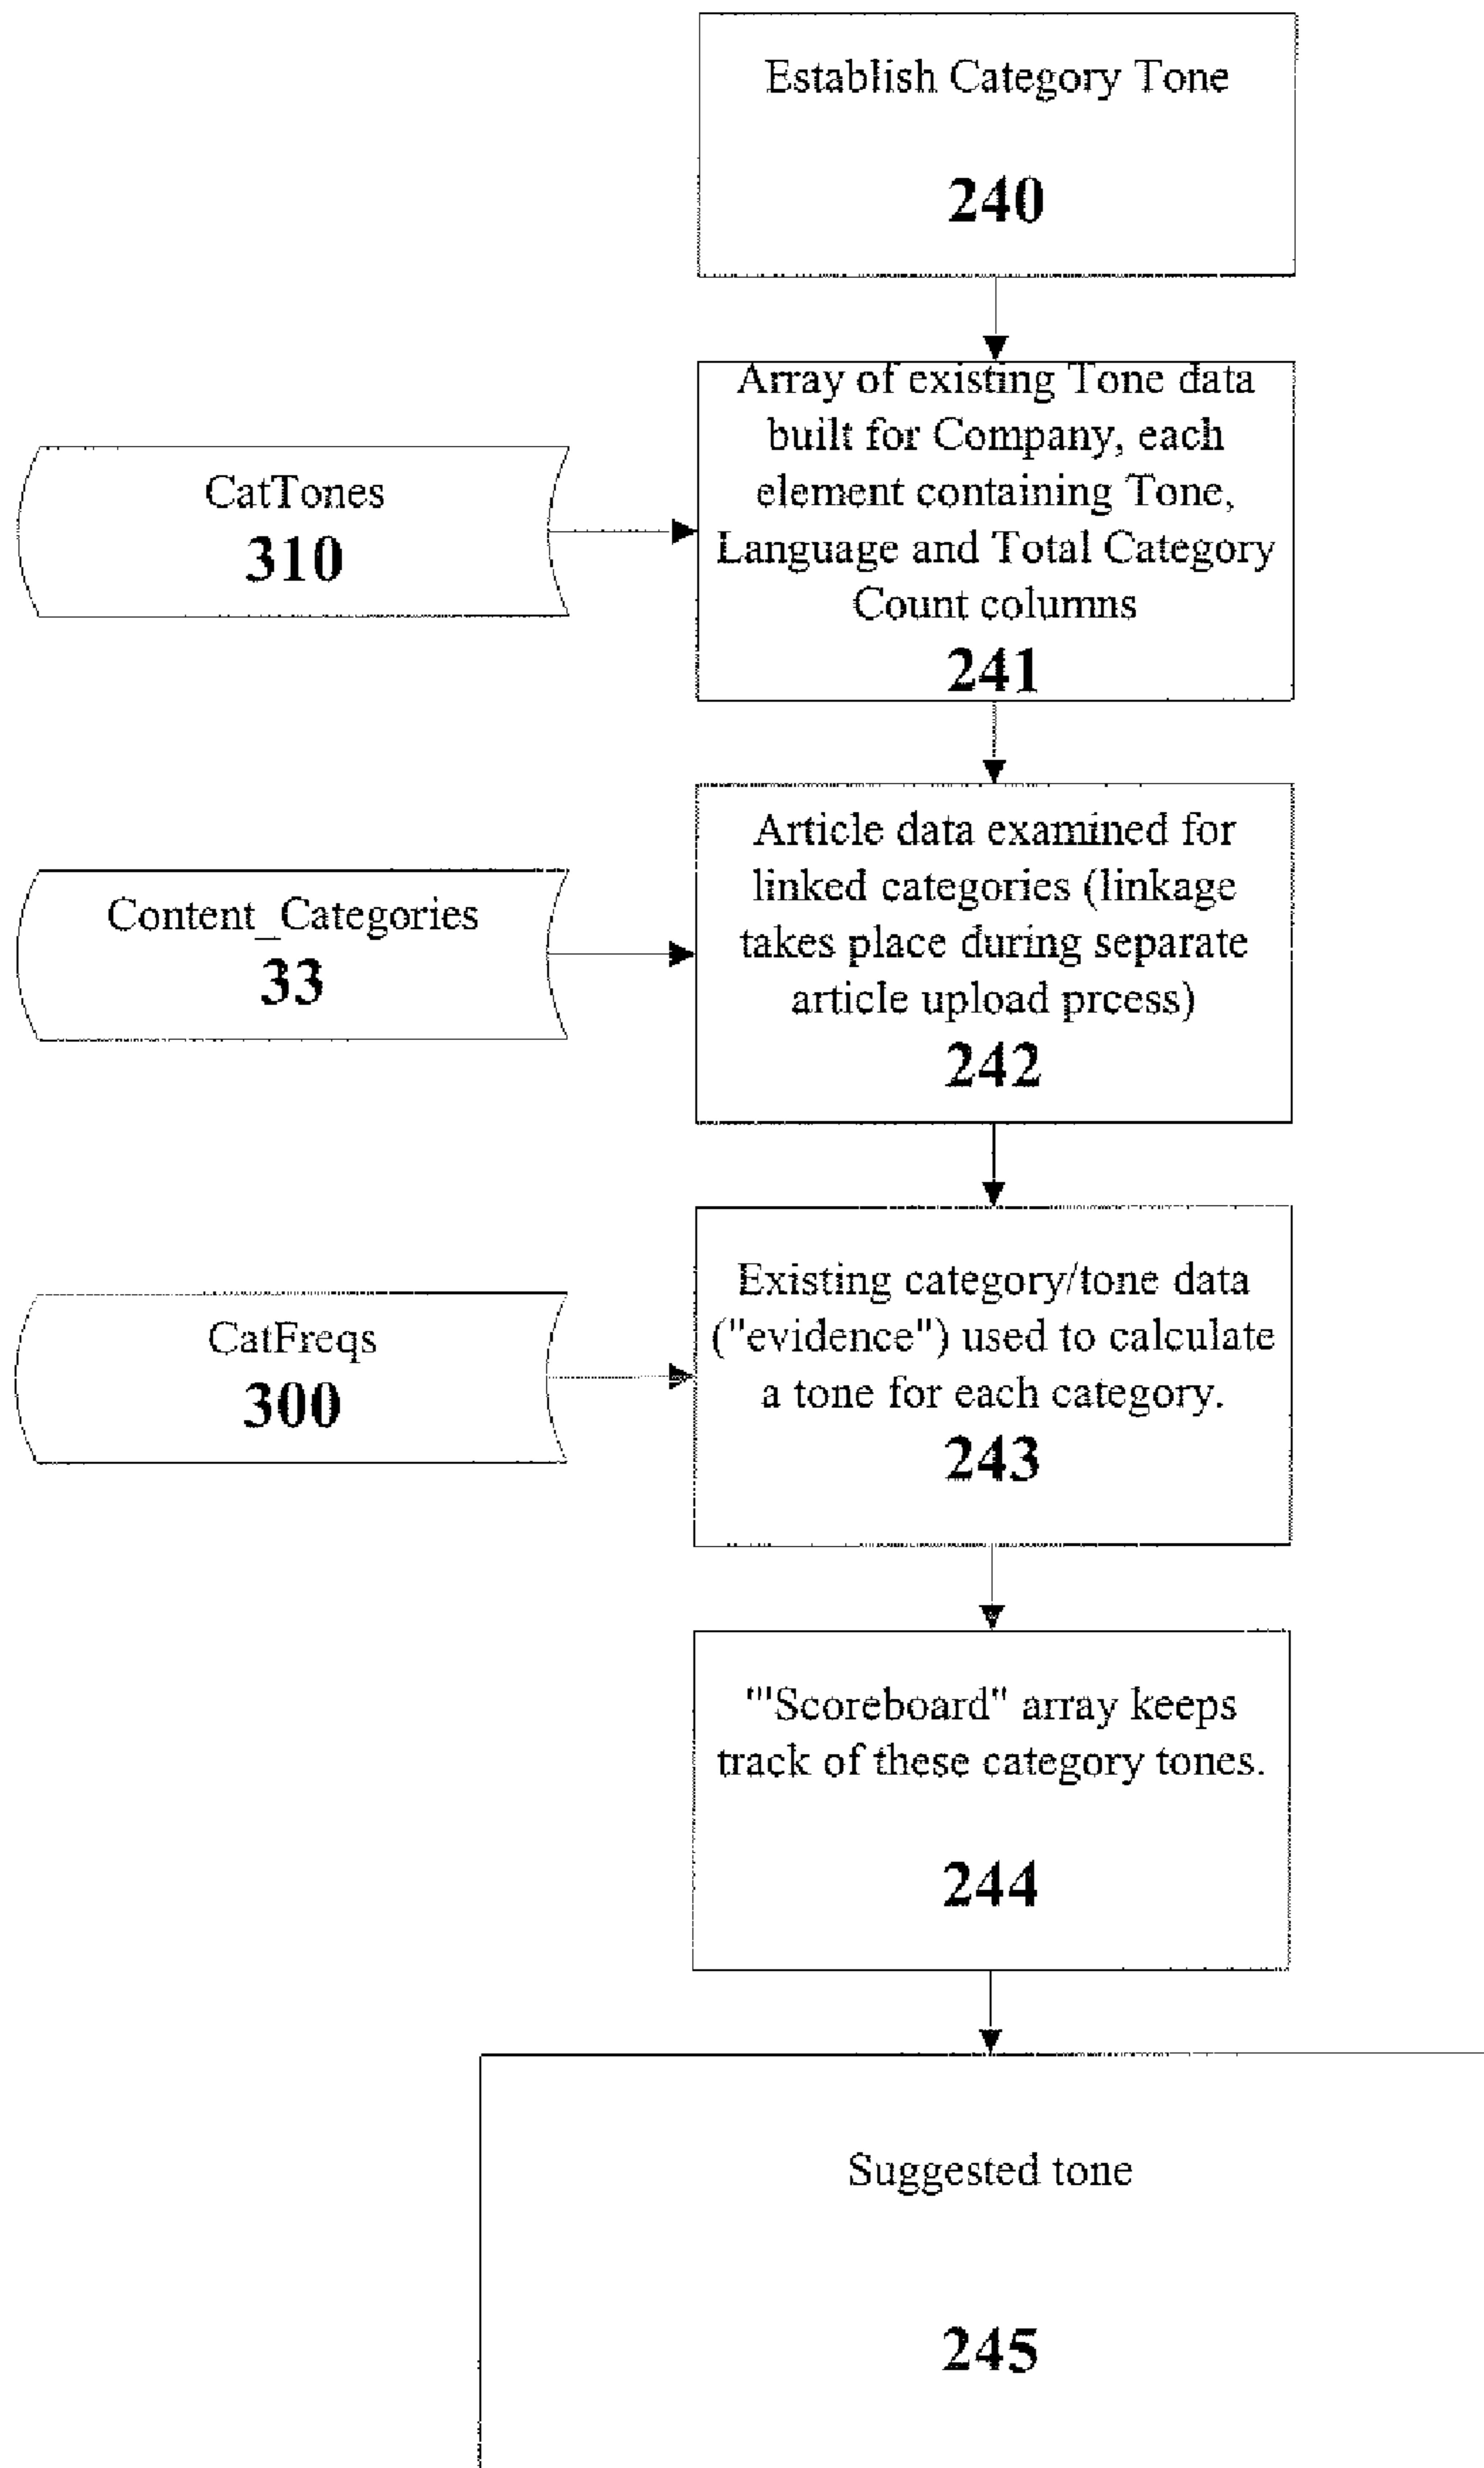 Establish Category Tone
240
Array of existing Tone data
built for Company, each
element containing Tone,
Language and Total Category
Count columns
241
CatTones
310
Article data examined for
linked categories (linkage
takes place during separate
article upload prcess)
242
Content_Categories
33
Existing category/tone data
("evidence") used to calculate
a tone for each category.
243
CatFreqs
300
"'Scoreboard" array keeps
track of these category tones.
244
Suggested tone
245